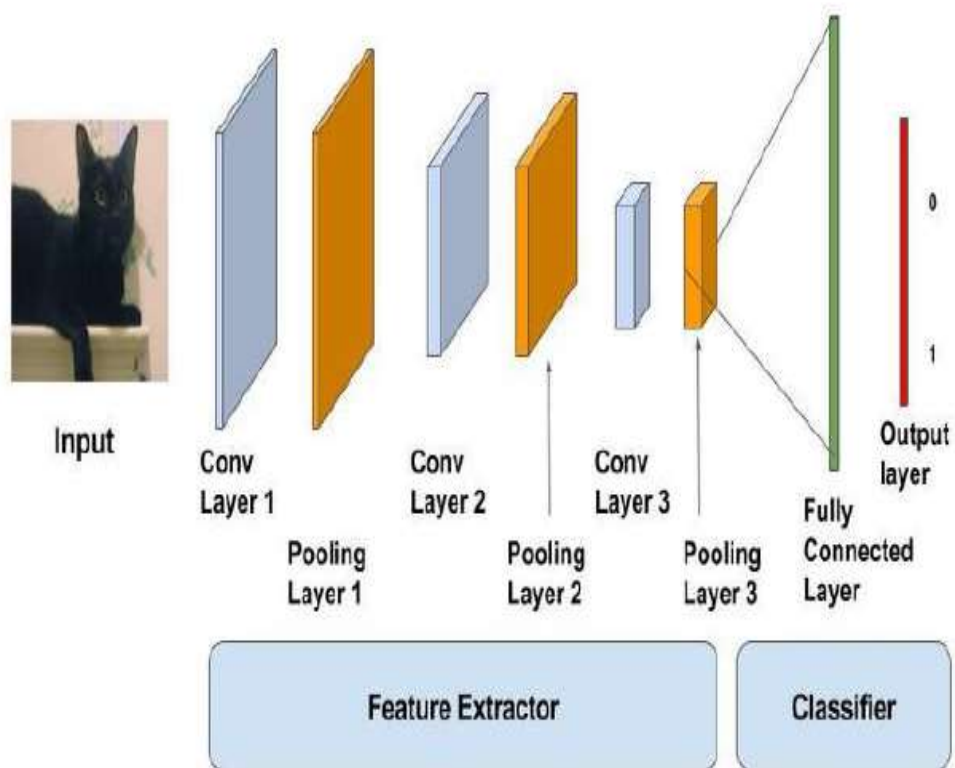 Input
Conv
Layer 1
Pooling
Layer 1
Conv
Layer 2
Pooling
Layer 2
Conv
Layer 3
Pooling
Layer 3
Fully
Connected
Layer
0
1
Output
layer
Feature Extractor
Classifier